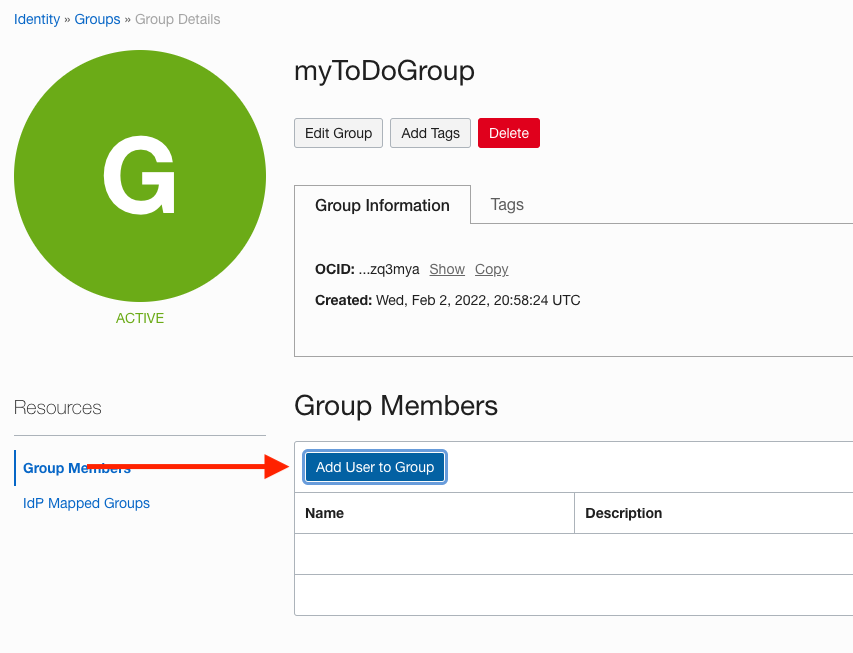 Identity » Groups » Group Details
G
ACTIVE
myToDoGroup
Edit Group Add Tags Delete
Group Information Tags
OCID: ...zq3mya Show Copy
Created: Wed, Feb 2, 2022, 20:58:24 UTC
Resources
Group Members
IdP Mapped Groups
Group Members
Add User to Group
Name Description